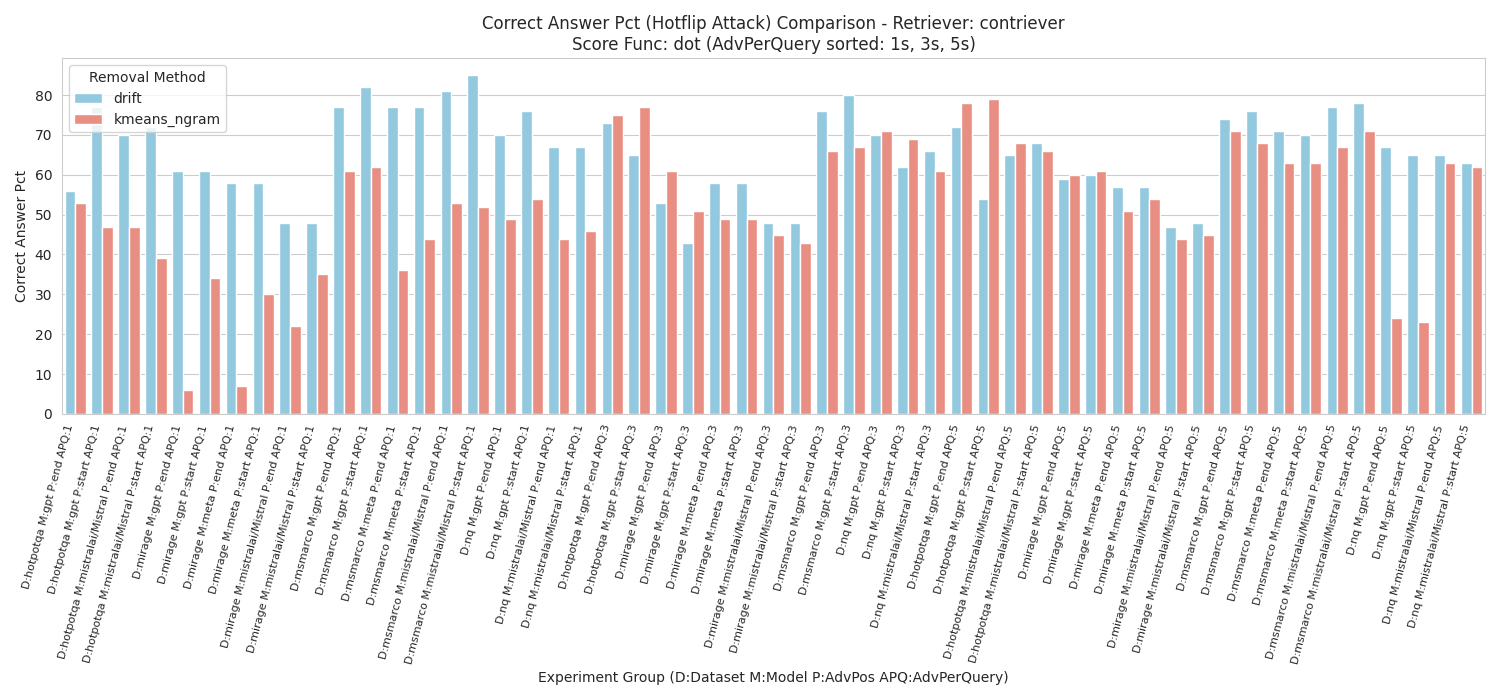 Correct Answer Pct (Hotflip Attack) Comparison - Retriever: contriever
Score Func: dot (AdvPerQuery sorted: 1s, 3s, 5s)
Removal Method
drift
kmeans_ngram
Correct Answer Pct
80
70
60
50
40
30
20
10
0
D:hotpotqa M:gpt P:end APQ:1
D:hotpotqa M:gpt P:start APQ:1
D:hotpotqa M:mistralai/Mistral P:end APQ:1
D:hotpotqa M:mistralai/Mistral P:start APQ:1
D:mirage M:gpt P:end APQ:1
D:mirage M:gpt P:start APQ:1
D:mirage M:meta P:end APQ:1
D:mirage M:meta P:start APQ:1
D:mirage M:mistralai/Mistral P:end APQ:1
D:mirage M:mistralai/Mistral P:start APQ:1
D:msmarco M:gpt P:end APQ:1
D:msmarco M:gpt P:start APQ:1
D:msmarco M:meta P:end APQ:1
D:msmarco M:meta P:start APQ:1
D:msmarco M:mistralai/Mistral P:end APQ:1
D:msmarco M:mistralai/Mistral P:start APQ:1
D:nq M:gpt P:end APQ:1
D:nq M:gpt P:start APQ:1
D:nq M:mistralai/Mistral P:end APQ:1
D:nq M:mistralai/Mistral P:start APQ:1
D:hotpotqa M:gpt P:end APQ:3
D:hotpotqa M:gpt P:start APQ:3
D:mirage M:gpt P:end APQ:3
D:mirage M:gpt P:start APQ:3
D:mirage M:meta P:end APQ:3
D:mirage M:meta P:start APQ:3
D:mirage M:mistralai/Mistral P:end APQ:3
D:mirage M:mistralai/Mistral P:start APQ:3
D:msmarco M:gpt P:end APQ:3
D:msmarco M:gpt P:start APQ:3
D:nq M:gpt P:end APQ:3
D:nq M:gpt P:start APQ:3
D:nq M:mistralai/Mistral P:start APQ:3
D:hotpotqa M:gpt P:end APQ:5
D:hotpotqa M:gpt P:start APQ:5
D:hotpotqa M:mistralai/Mistral P:end APQ:5
D:hotpotqa M:mistralai/Mistral P:start APQ:5
D:mirage M:gpt P:end APQ:5
D:mirage M:gpt P:start APQ:5
D:mirage M:meta P:end APQ:5
D:mirage M:meta P:start APQ:5
D:mirage M:mistralai/Mistral P:end APQ:5
D:mirage M:mistralai/Mistral P:start APQ:5
D:msmarco M:gpt P:end APQ:5
D:msmarco M:gpt P:start APQ:5
D:msmarco M:meta P:end APQ:5
D:msmarco M:meta P:start APQ:5
D:msmarco M:mistralai/Mistral P:end APQ:5
D:msmarco M:mistralai/Mistral P:start APQ:5
D:nq M:gpt P:end APQ:5
D:nq M:gpt P:start APQ:5
D:nq M:mistralai/Mistral P:end APQ:5
D:nq M:mistralai/Mistral P:start APQ:5
Experiment Group (D:Dataset M:Model P:AdvPos APQ:AdvPerQuery)